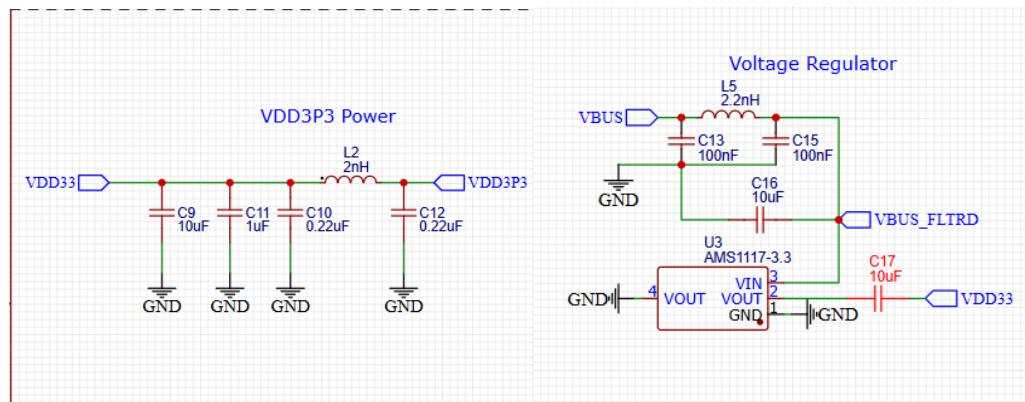 VDD3P3 Power
L2
2nH
VDD33
VDD3P3
C9
10uF
C11
1uF
C10
0.22uF
C12
0.22uF
GND
GND
GND
GND
Voltage Regulator
L5
2.2nH
VBUS
C13
100nF
C15
100nF
GND
C16
10uF
VBUS_FLTRD
U3
AMS1117-3.3
C17
10uF
VIN 3
GND 4 VOUT VOUT 2
VDD33
GND 1 GND